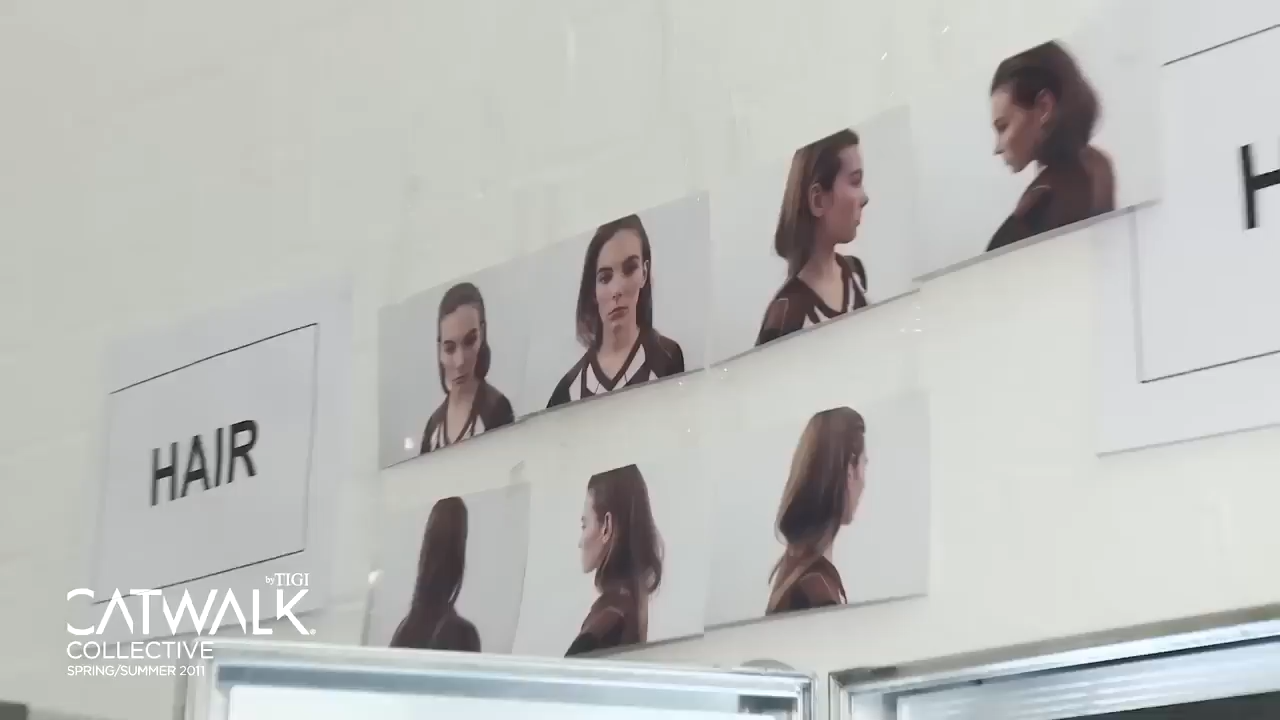 HAIR
H
by TIGI
CATWALK
COLLECTIVE
SPRING/SUMMER 2011